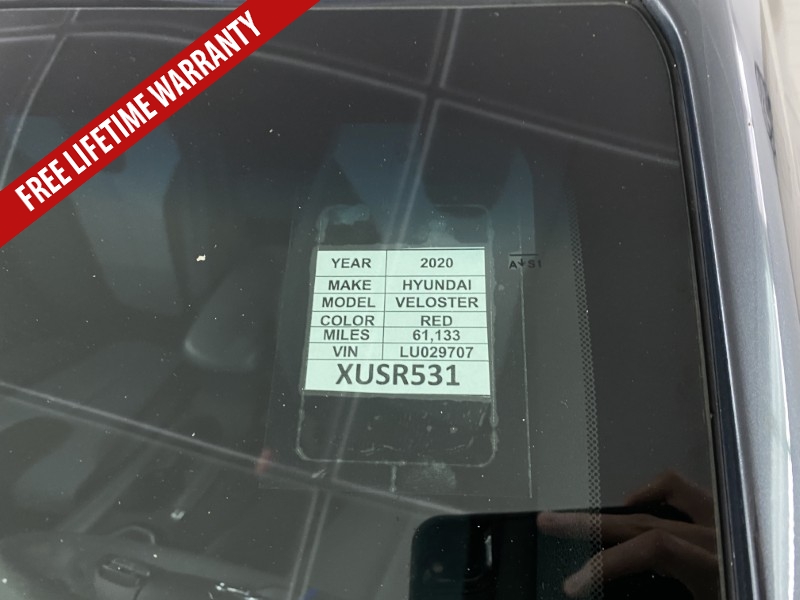 FREE LIFETIME WARRANTY
YEAR 2020
MAKE HYUNDAI
MODEL VELOSTER
COLOR RED
MILES 61,133
VIN LU029707
XUSR531